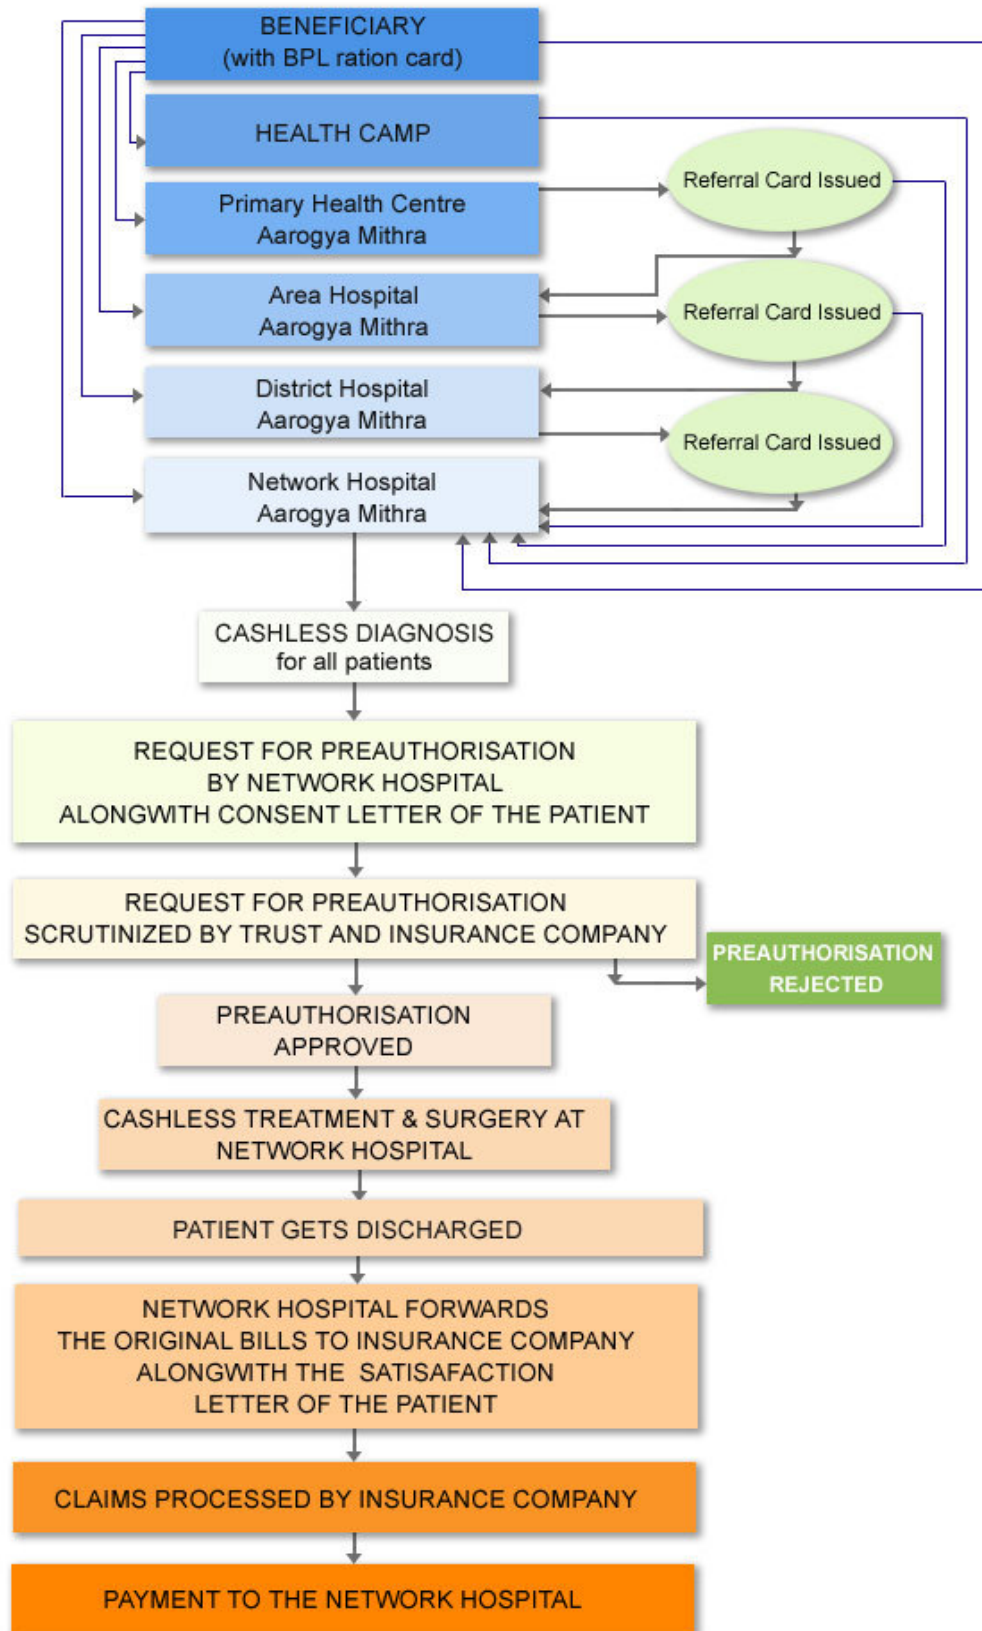 BENEFICIARY
(with BPL ration card)
HEALTH CAMP
Referral Card Issued
Primary Health Centre
Aarogya Mithra
Area Hospital
Aarogya Mithra
Referral Card Issued
District Hospital
Aarogya Mithra
Referral Card Issued
Network Hospital
Aarogya Mithra
CASHLESS DIAGNOSIS
for all patients
REQUEST FOR PREAUTHORISATION
BY NETWORK HOSPITAL
ALONGWITH CONSENT LETTER OF THE PATIENT
REQUEST FOR PREAUTHORISATION
SCRUTINIZED BY TRUST AND INSURANCE COMPANY
PREAUTHORISATION
REJECTED
PREAUTHORISATION
APPROVED
CASHLESS TREATMENT & SURGERY AT
NETWORK HOSPITAL
PATIENT GETS DISCHARGED
NETWORK HOSPITAL FORWARDS
THE ORIGINAL BILLS TO INSURANCE COMPANY
ALONGWITH THE SATISAFACTION
LETTER OF THE PATIENT
CLAIMS PROCESSED BY INSURANCE COMPANY
PAYMENT TO THE NETWORK HOSPITAL